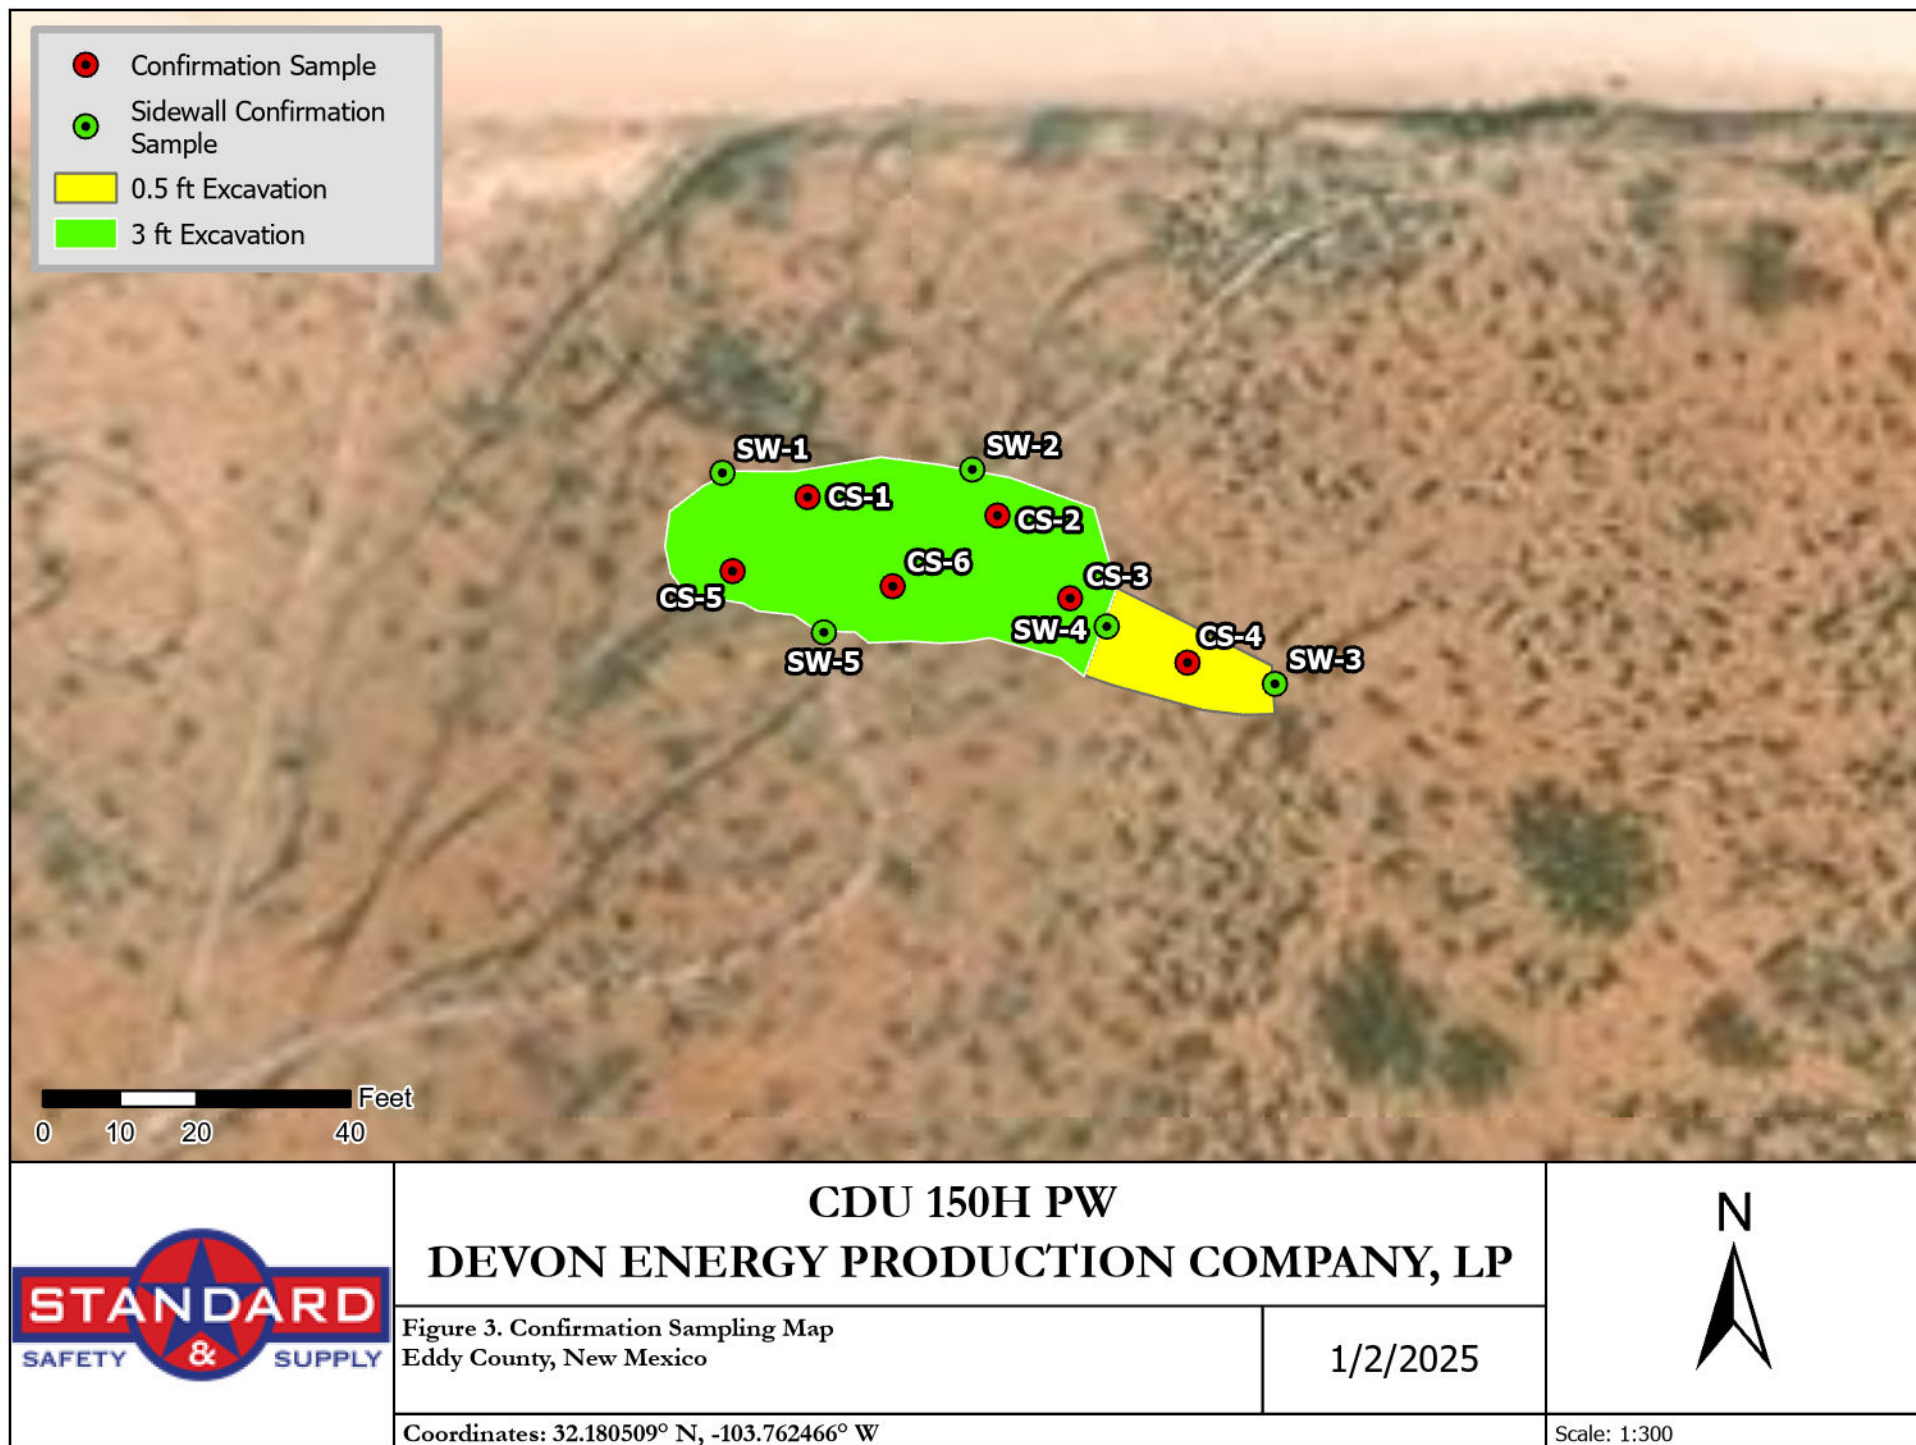 Confirmation Sample
Sidewall Confirmation
Sample
0.5 ft Excavation
3 ft Excavation
SW-1
SW-2
CS-1
CS-2
CS-6
CS-3
CS-5
SW-4
CS-4
SW-5
SW-3
Feet
0 10 20 40
CDU 150H PW
DEVON ENERGY PRODUCTION COMPANY, LP
N
STANDARD
&
SAFETY SUPPLY
Figure 3. Confirmation Sampling Map
Eddy County, New Mexico
1/2/2025
Coordinates: 32.180509° N, -103.762466° W
Scale: 1:300